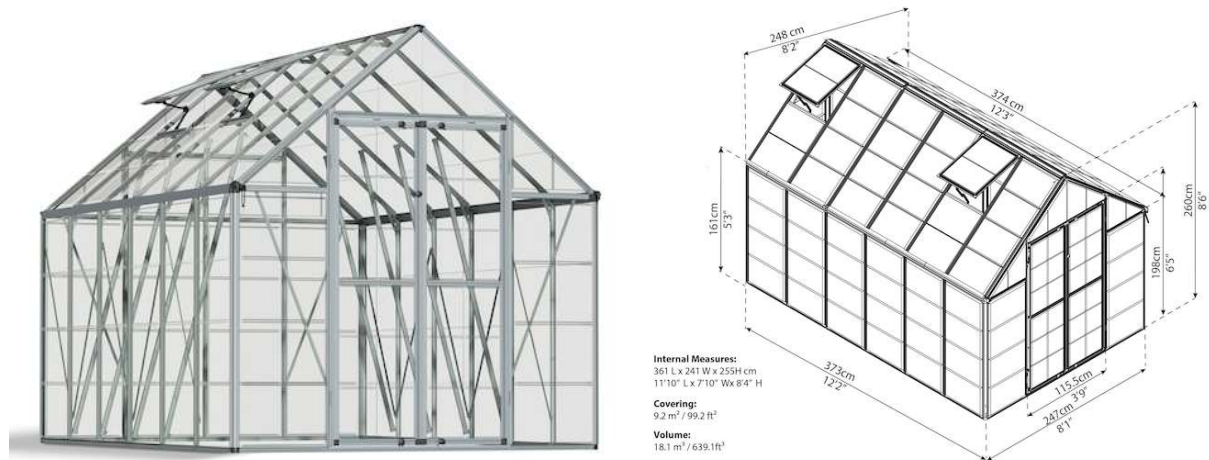 248 cm
8'2"
374 cm
12'3"
161cm
5'3"
260cm
8'6"
198cm
6'5"
373cm
12'2"
115.5cm
3'9"
247cm
8'1"
Internal Measures:
361 L x 241 W x 255H cm
11'10" L x 7'10" Wx 8'4" H
Covering:
9.2 m² / 99.2 ft²
Volume:
18.1 m³ / 639.1ft³